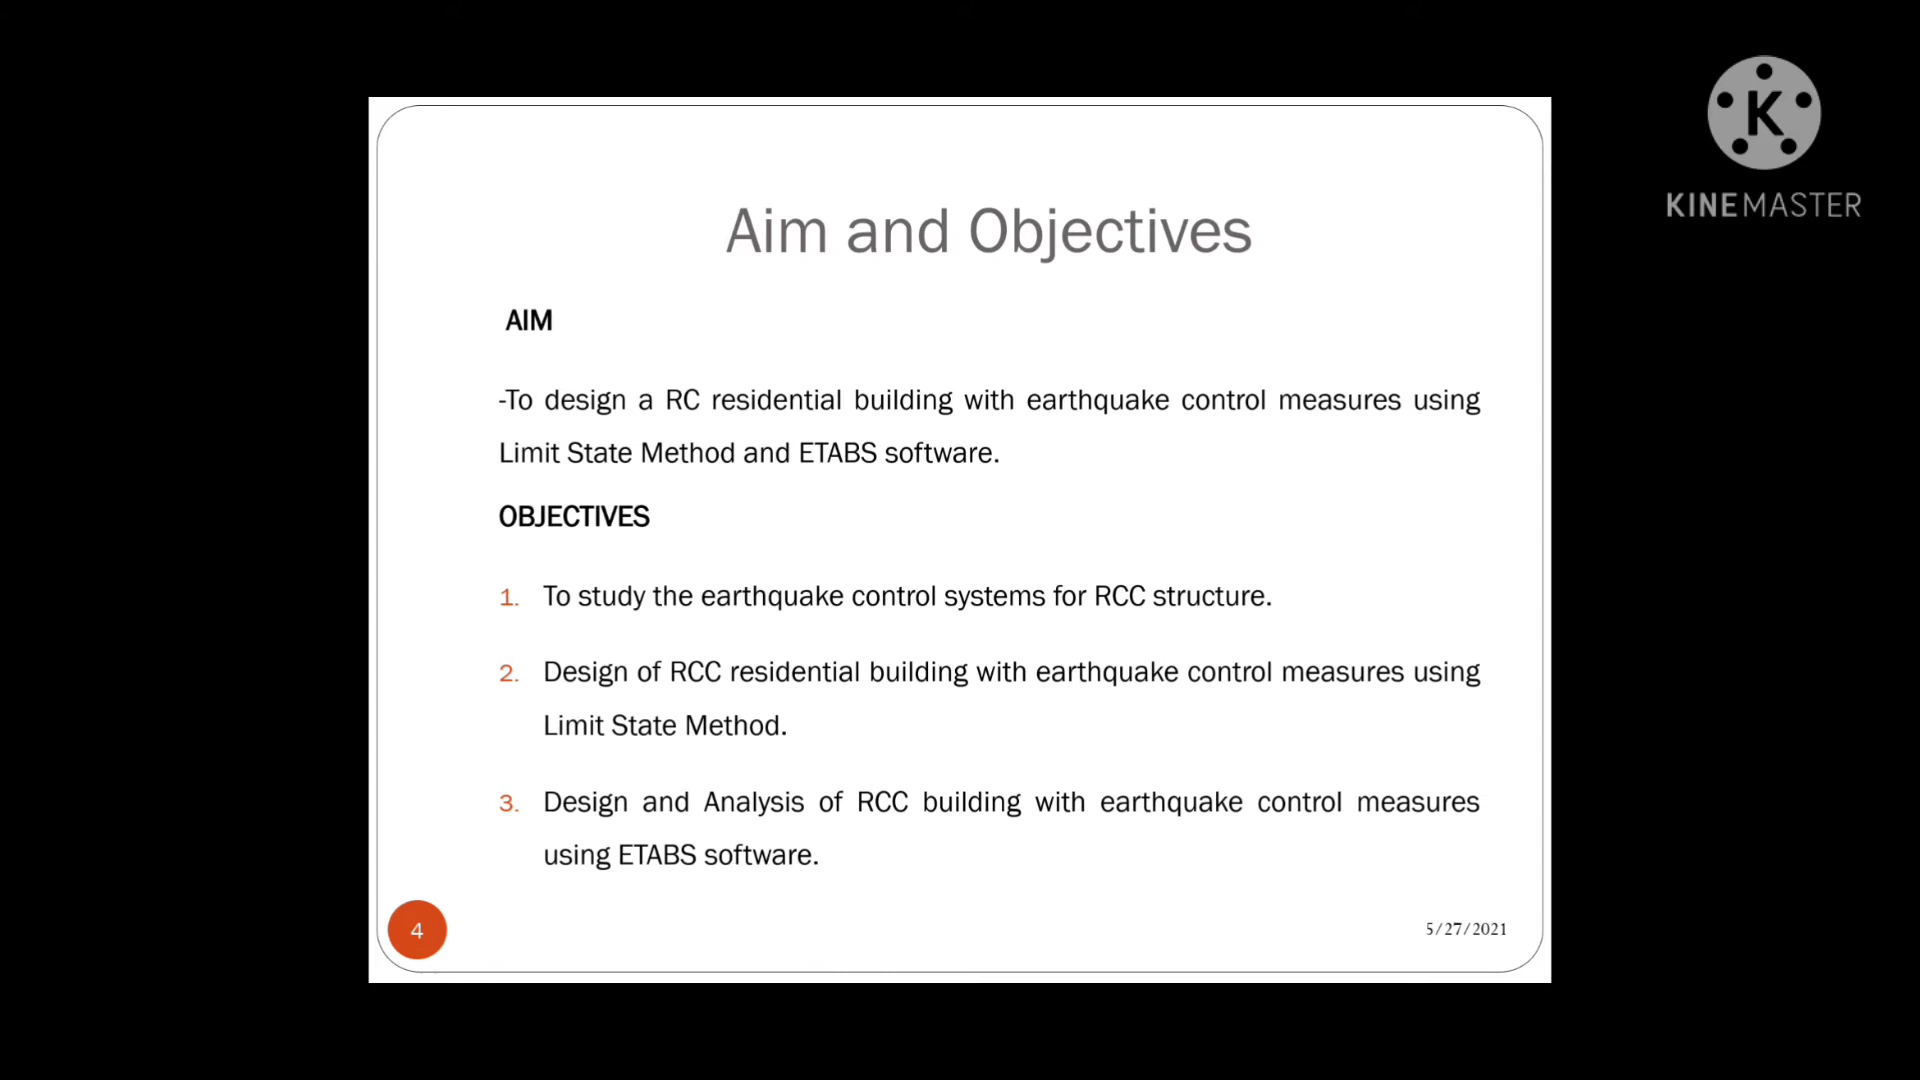 K
KINEMASTER
Aim and Objectives
AIM
-To design a RC residential building with earthquake control measures using
Limit State Method and ETABS software.
OBJECTIVES
1. To study the earthquake control systems for RCC structure.
2. Design of RCC residential building with earthquake control measures using
Limit State Method.
3. Design and Analysis of RCC building with earthquake control measures
using ETABS software.
4
5/27/2021